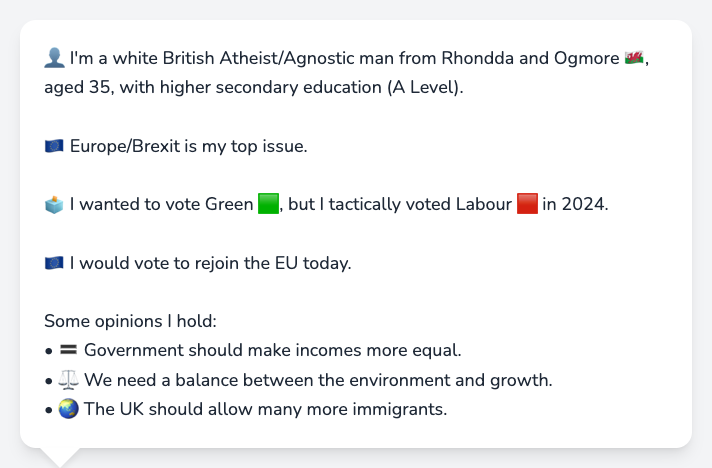 👤 I'm a white British Atheist/Agnostic man from Rhondda and Ogmore 🏴󠁧󠁢󠁷󠁬󠁳󠁿,
aged 35, with higher secondary education (A Level).
🇪🇺 Europe/Brexit is my top issue.
🗳️ I wanted to vote Green 🟩, but I tactically voted Labour 🟥 in 2024.
🇪🇺 I would vote to rejoin the EU today.
Some opinions I hold:
• 🟰 Government should make incomes more equal.
• ⚖️ We need a balance between the environment and growth.
• 🌏 The UK should allow many more immigrants.